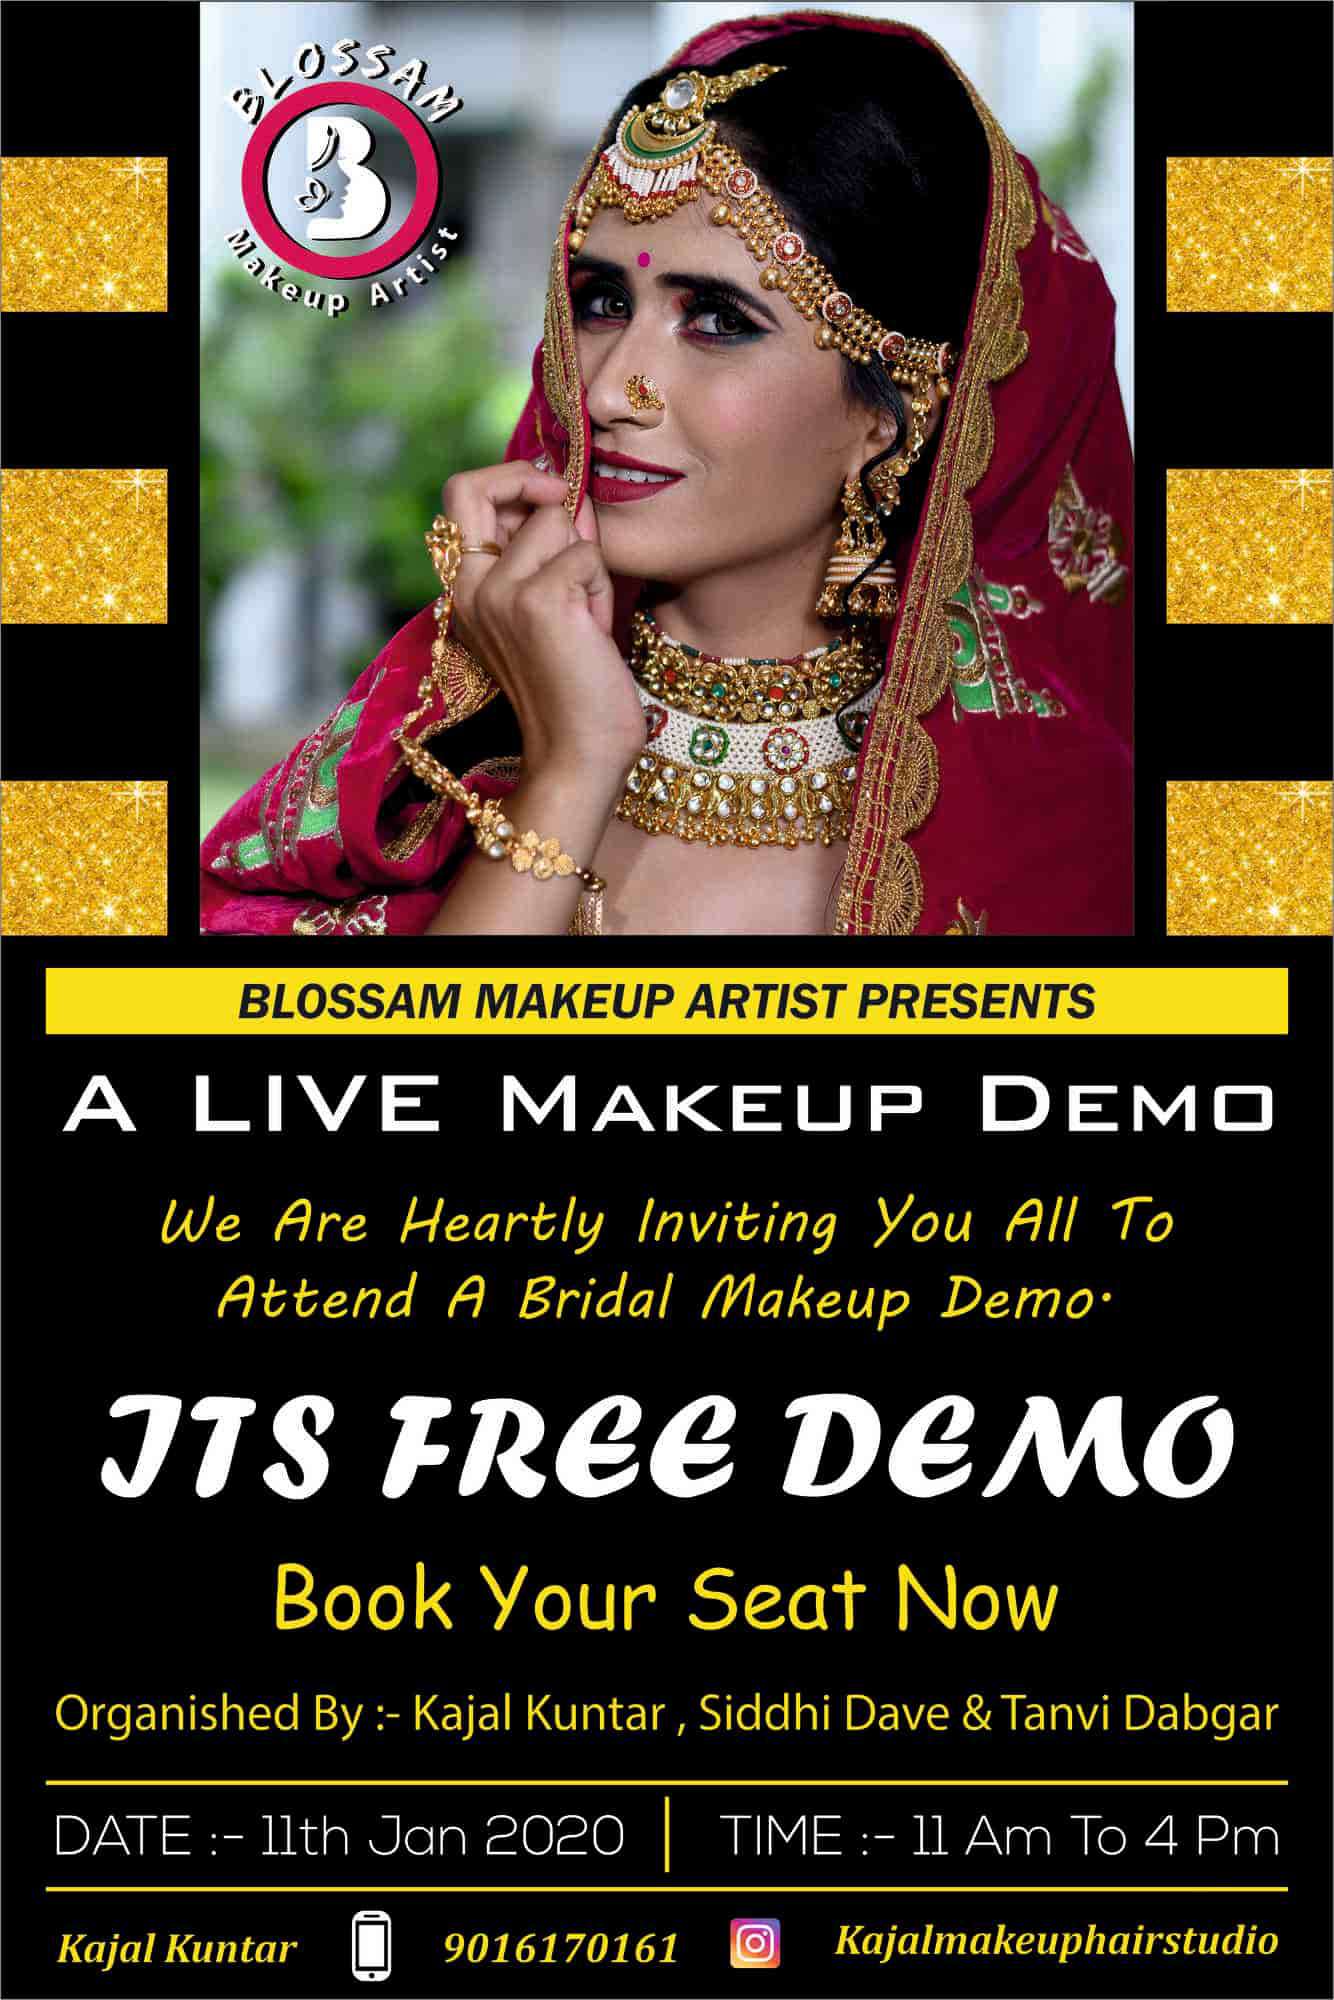 BLOSSAM
B
Makeup Artist
BLOSSAM MAKEUP ARTIST PRESENTS
A LIVE Makeup Demo
We Are Heartly Inviting You All To
Attend A Bridal Makeup Demo.
ITS FREE DEMO
Book Your Seat Now
Organished By :- Kajal Kuntar , Siddhi Dave & Tanvi Dabgar
DATE :- 11th Jan 2020 | TIME :- 11 Am To 4 Pm
Kajal Kuntar 9016170161 Kajalmakeuphairstudio